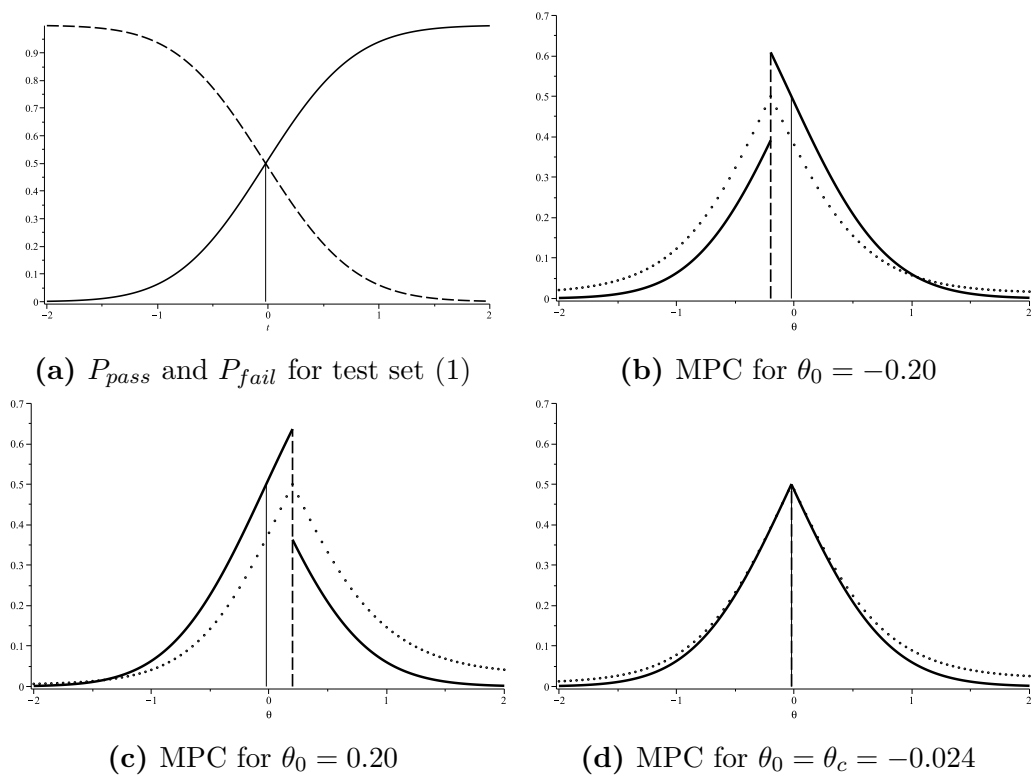 0.9
0.8
0.7
0.6
0.5
0.4
0.3
0.2
0.1
0
−2 −1 0 1 2
t
0.7
0.6
0.5
0.4
0.3
0.2
0.1
0
−2 −1 0 1 2
θ
(a) P_pass and P_fail for test set (1)
(b) MPC for θ₀ = −0.20
0.7
0.6
0.5
0.4
0.3
0.2
0.1
0
−2 −1 0 1 2
θ
0.7
0.6
0.5
0.4
0.3
0.2
0.1
0
−2 −1 0 1 2
θ
(c) MPC for θ₀ = 0.20
(d) MPC for θ₀ = θ_c = −0.024